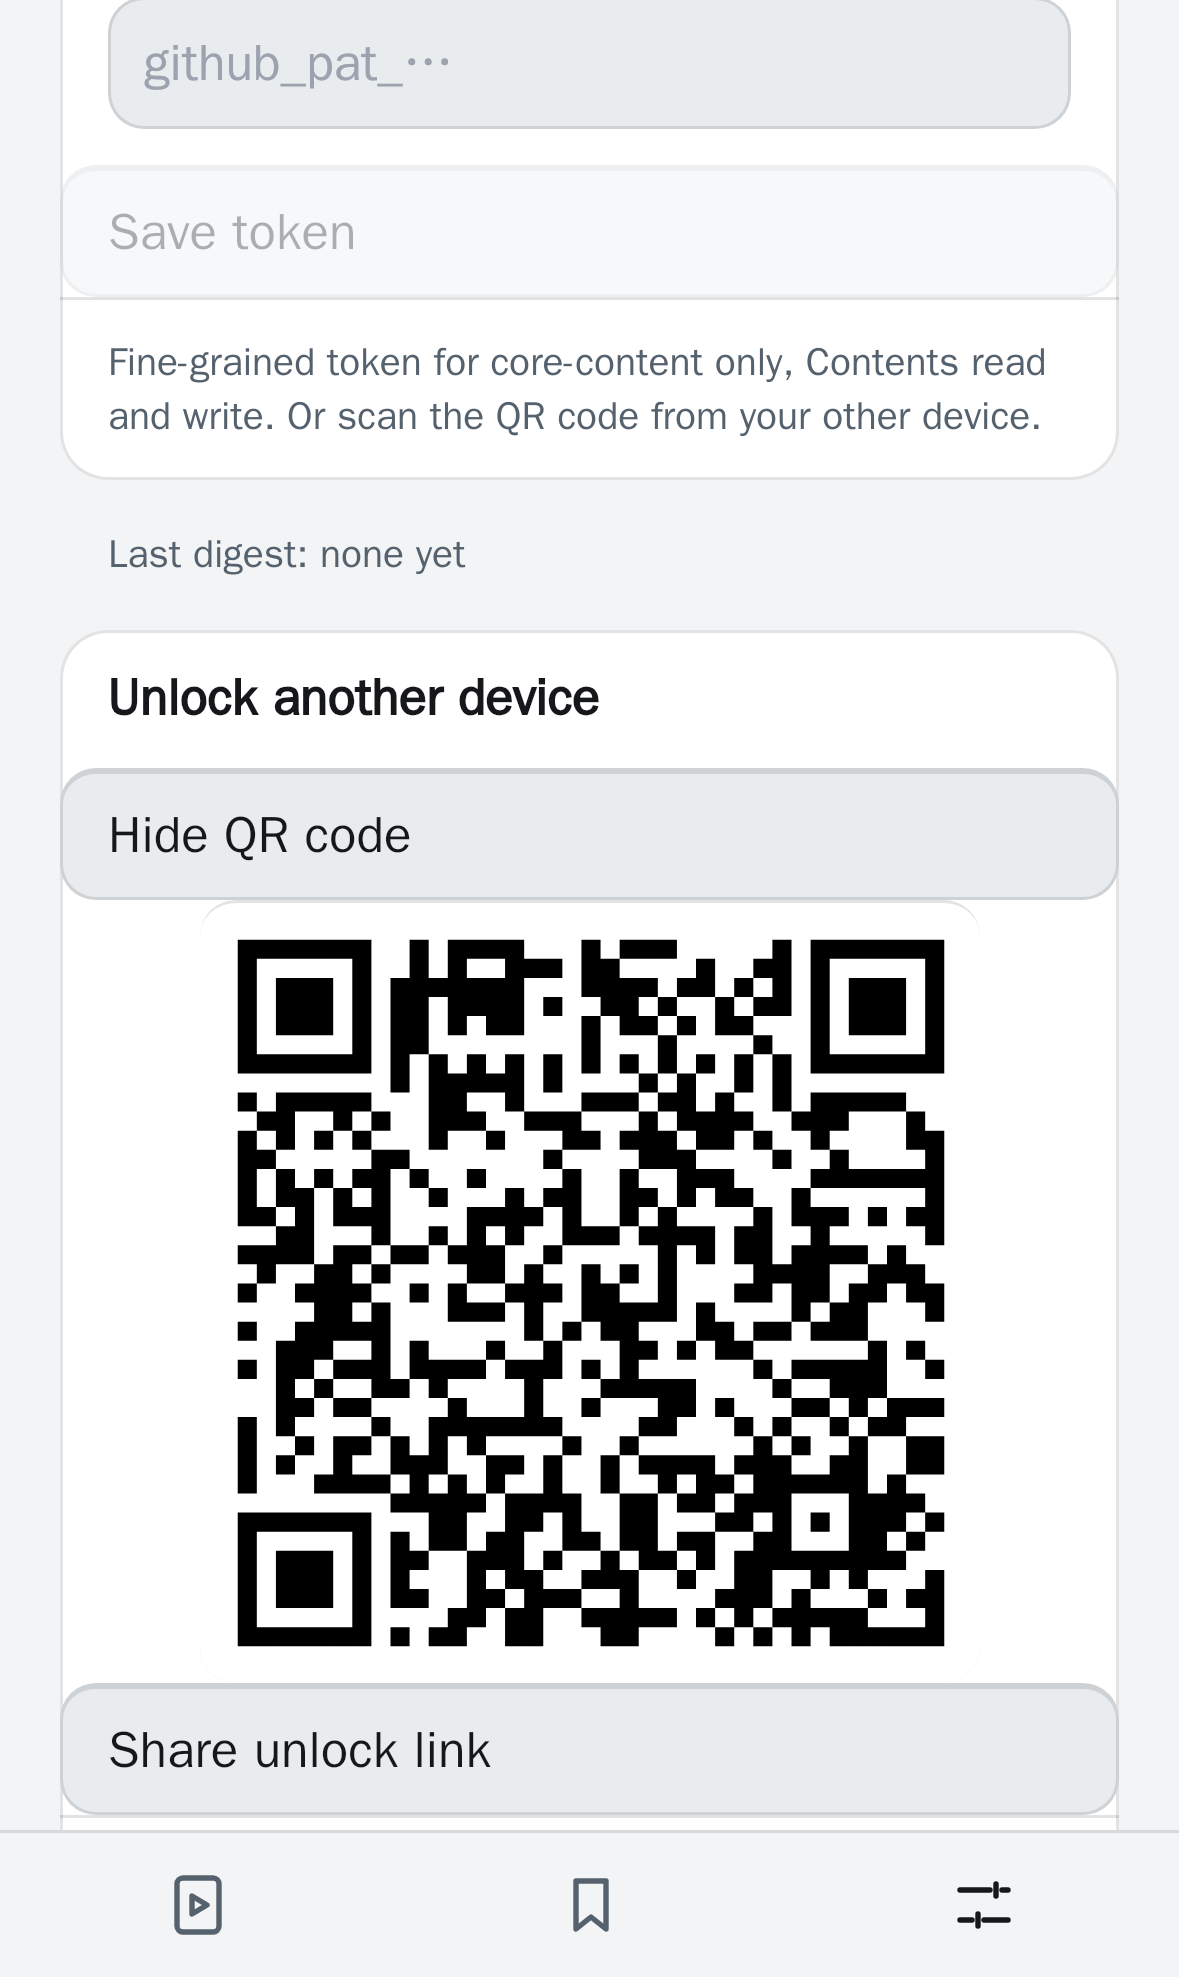 github_pat_···
Save token
Fine-grained token for core-content only, Contents read
and write. Or scan the QR code from your other device.
Last digest: none yet
Unlock another device
Hide QR code
Share unlock link